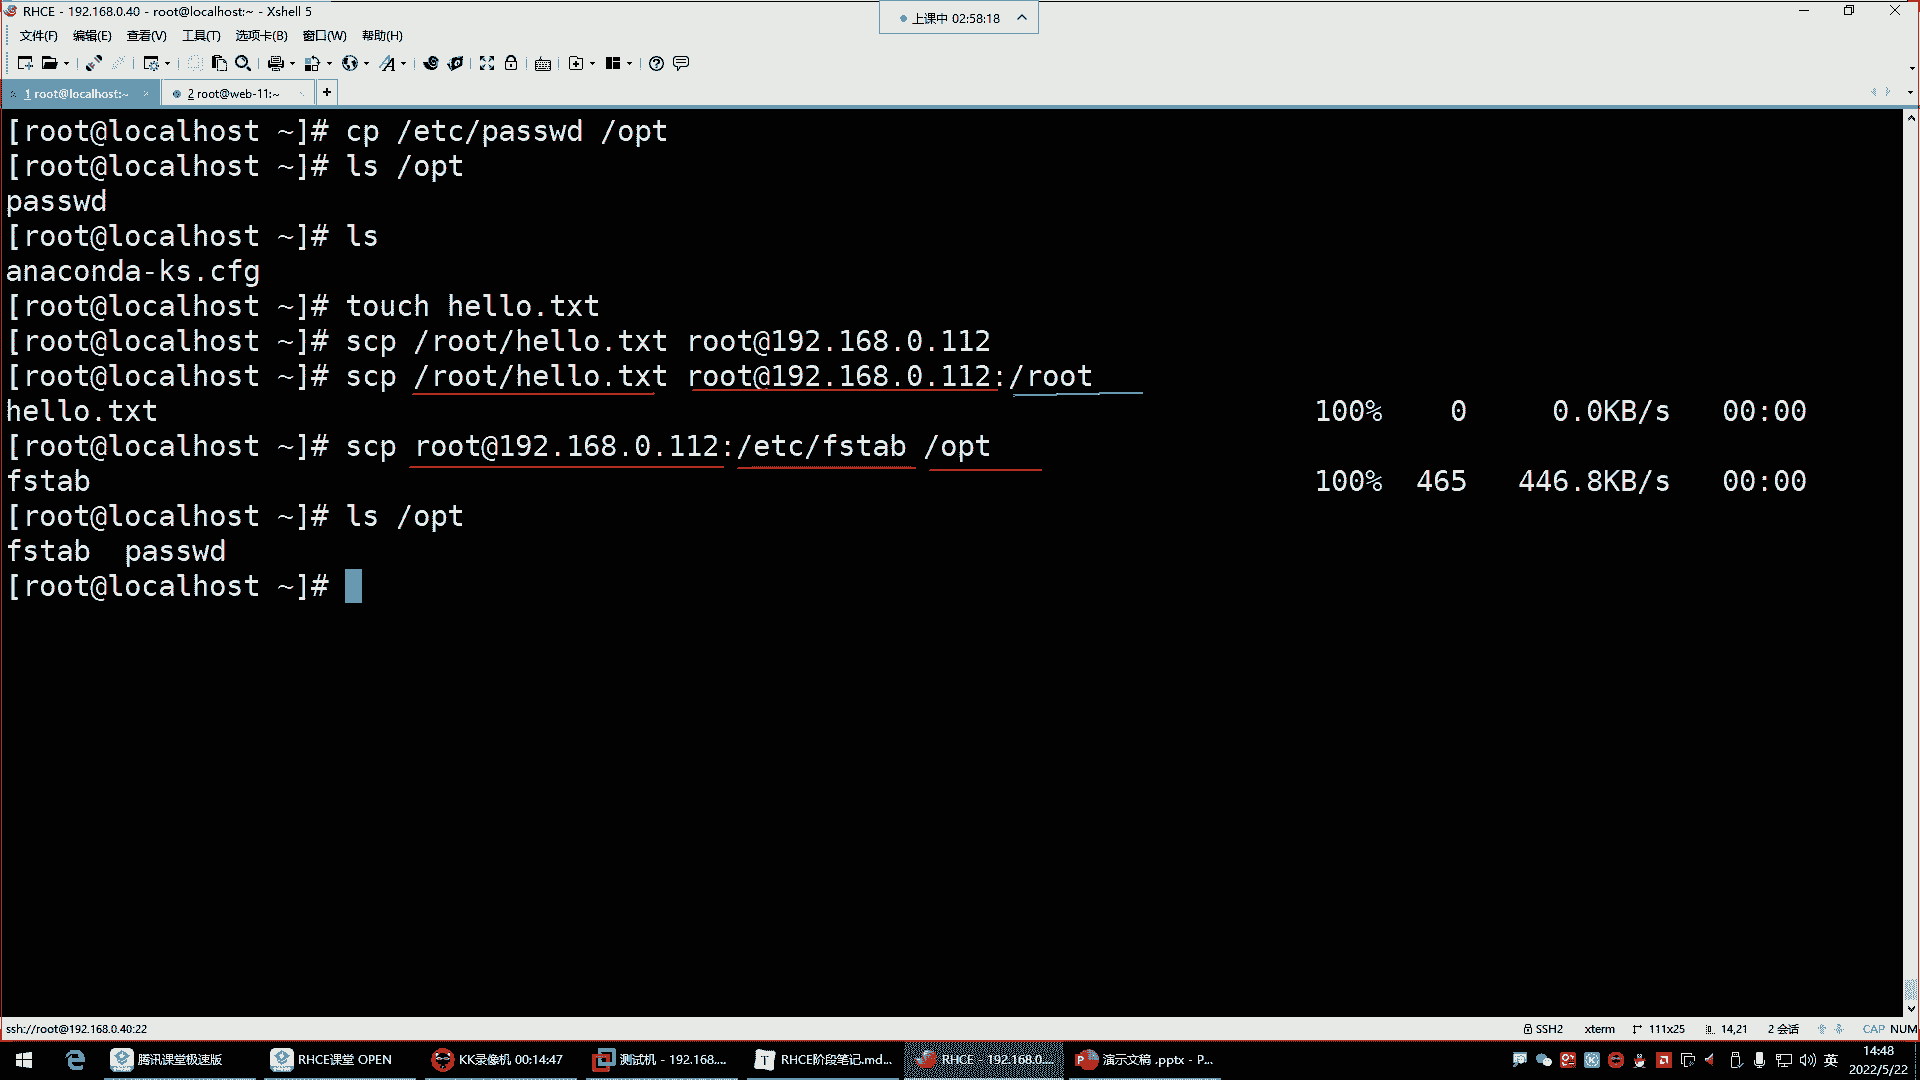 RHCE - 192.168.0.40 - root@localhost:~ - Xshell 5
上课中 02:58:18
文件(F) 编辑(E) 查看(V) 工具(T) 选项卡(B) 窗口(W) 帮助(H)
1 root@localhost:~ 2 root@web-11:~ +
[root@localhost ~]# cp /etc/passwd /opt
[root@localhost ~]# ls /opt
passwd
[root@localhost ~]# ls
anaconda-ks.cfg
[root@localhost ~]# touch hello.txt
[root@localhost ~]# scp /root/hello.txt root@192.168.0.112
[root@localhost ~]# scp /root/hello.txt root@192.168.0.112:/root
hello.txt 100% 0 0.0KB/s 00:00
[root@localhost ~]# scp root@192.168.0.112:/etc/fstab /opt
fstab 100% 465 446.8KB/s 00:00
[root@localhost ~]# ls /opt
fstab passwd
[root@localhost ~]#
ssh://root@192.168.0.40:22 SSH2 xterm 111x25 14,21 2 会话 CAP NUM
腾讯课堂极速版 RHCE课堂 OPEN KK录像机 00:14:47 测试机 - 192.168.... RHCE阶段笔记.md... RHCE - 192.168.0.... 演示文稿 .pptx - P... 英 14:48
2022/5/22